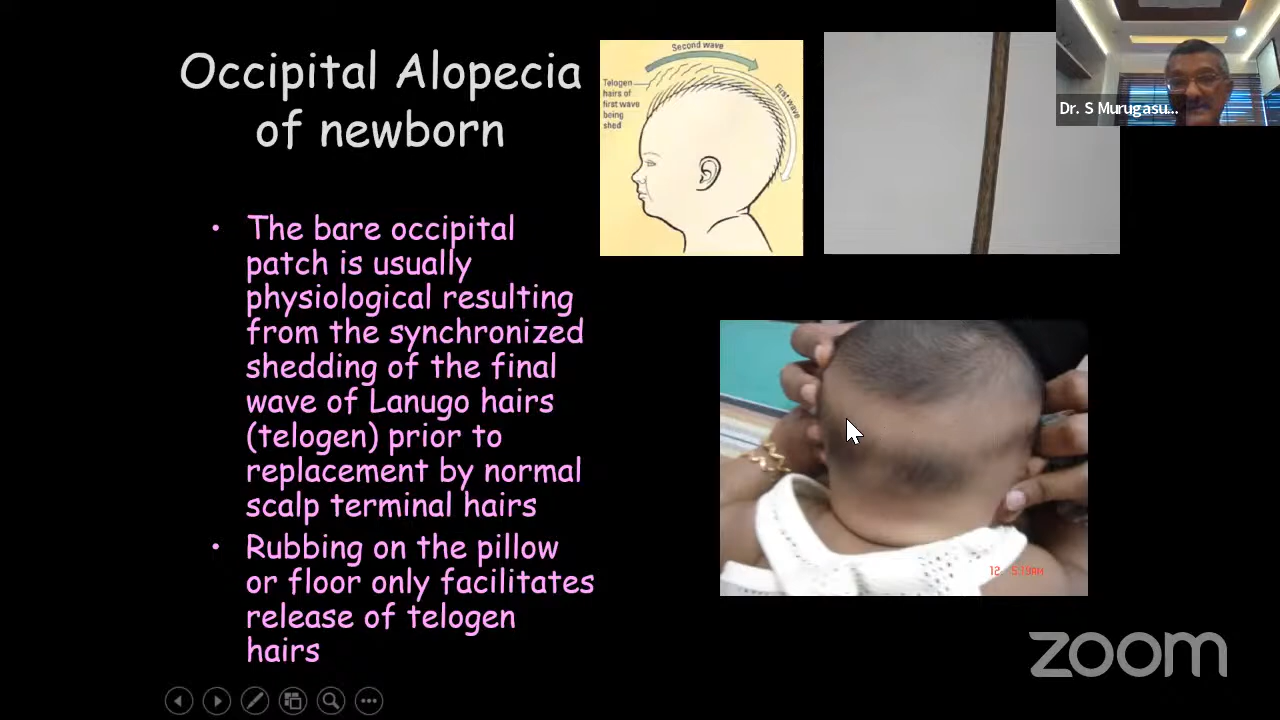 Occipital Alopecia
of newborn
• The bare occipital
patch is usually
physiological resulting
from the synchronized
shedding of the final
wave of Lanugo hairs
(telogen) prior to
replacement by normal
scalp terminal hairs
• Rubbing on the pillow
or floor only facilitates
release of telogen
hairs
Second wave
First wave
Telogen
hairs of
first wave
being
shed
Dr. S Murugasu...
zoom